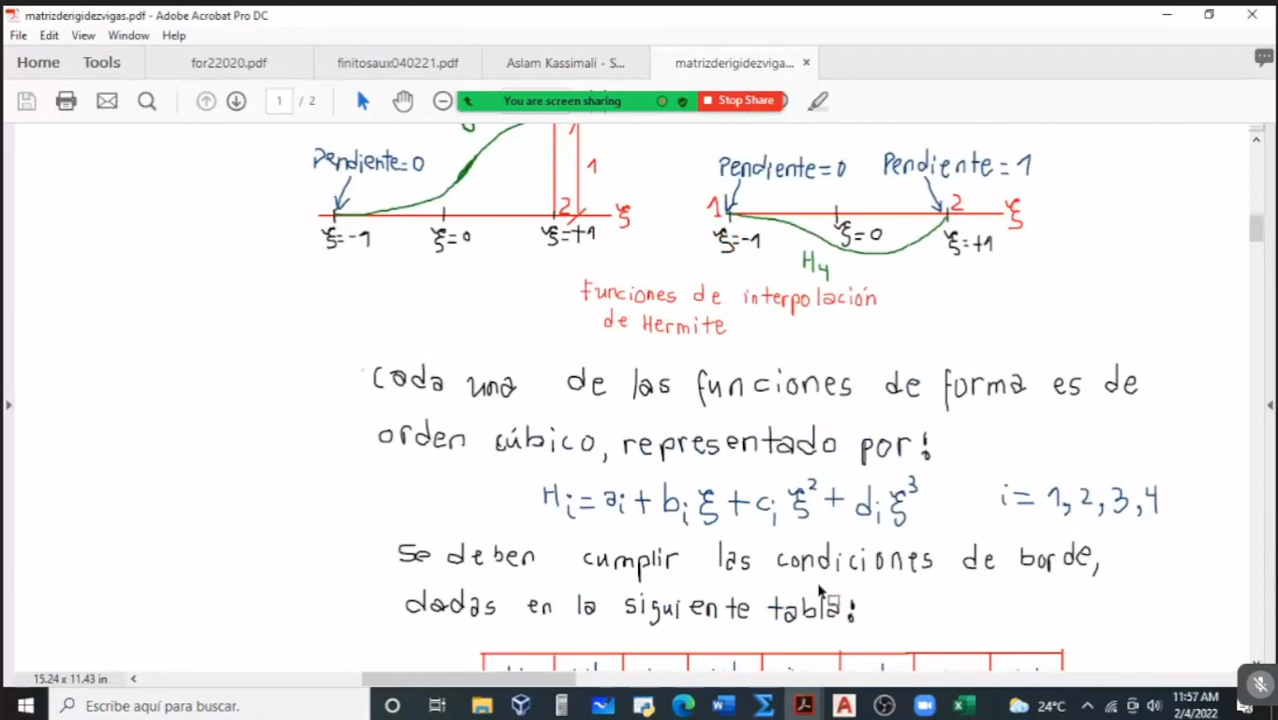 matrizderigidezvigas.pdf - Adobe Acrobat Pro DC
File Edit View Window Help
Home Tools for22020.pdf finitosaux040221.pdf Aslam Kassimali - S... matrizderigidezviga... ×
1 / 2 You are screen sharing Stop Share
Pendiente=0 1 Pendiente=0 Pendiente=1
2 ξ 1 2 ξ
ξ=-1 ξ=0 ξ=+1 ξ=-1 ξ=0 ξ=+1
H4
Funciones de interpolación
de Hermite
Cada una de las funciones de forma es de
orden cúbico, representado por:
Hi = ai + bi ξ + ci ξ² + di ξ³ i = 1, 2, 3, 4
Se deben cumplir las condiciones de borde,
dadas en la siguiente tabla:
15.24 x 11.43 in
Escribe aquí para buscar. 24°C 11:57 AM
2/4/2022